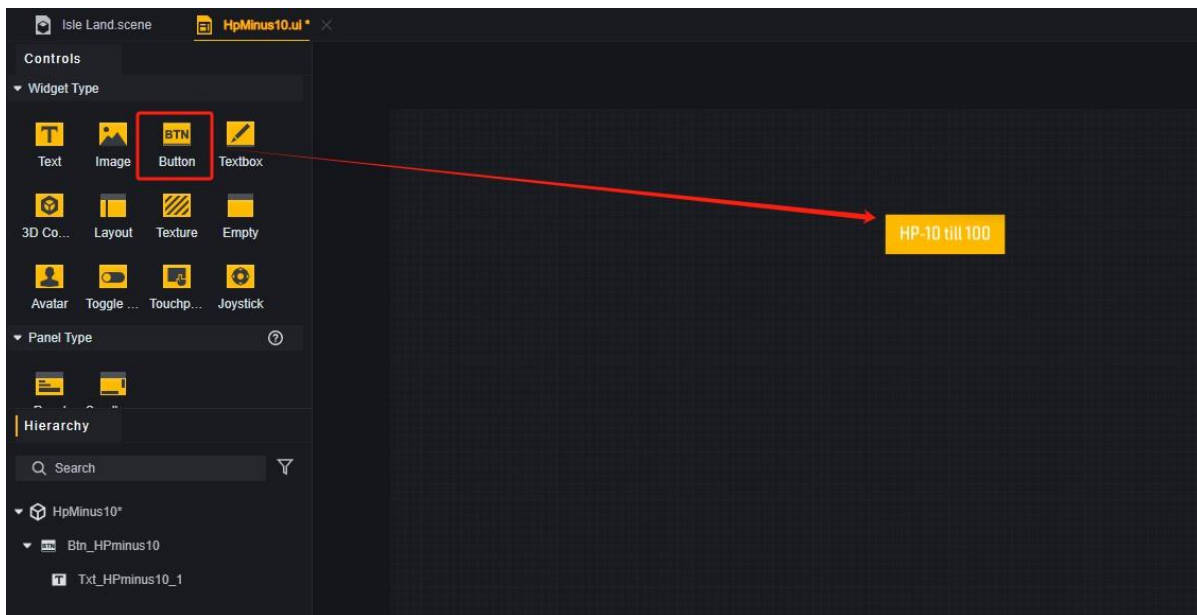 Isle Land.scene
HpMinus10.ui *
Controls
Widget Type
BTN
Text
Image
Button
Textbox
3D Co...
Layout
Texture
Empty
Avatar
Toggle ...
Touchp...
Joystick
Panel Type
Hierarchy
Search
HpMinus10*
Btn_HPminus10
Txt_HPminus10_1
HP-10 till 100